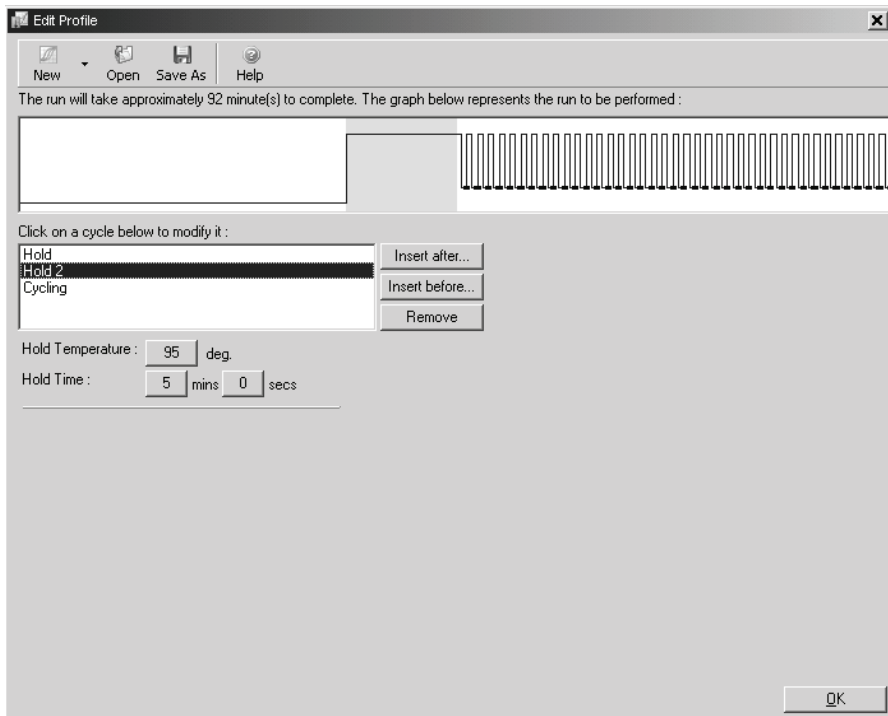 Edit Profile
New Open Save As Help
The run will take approximately 92 minute(s) to complete. The graph below represents the run to be performed :
Click on a cycle below to modify it :
Hold
Hold 2
Cycling
Insert after...
Insert before...
Remove
Hold Temperature : 95 deg.
Hold Time : 5 mins 0 secs
OK